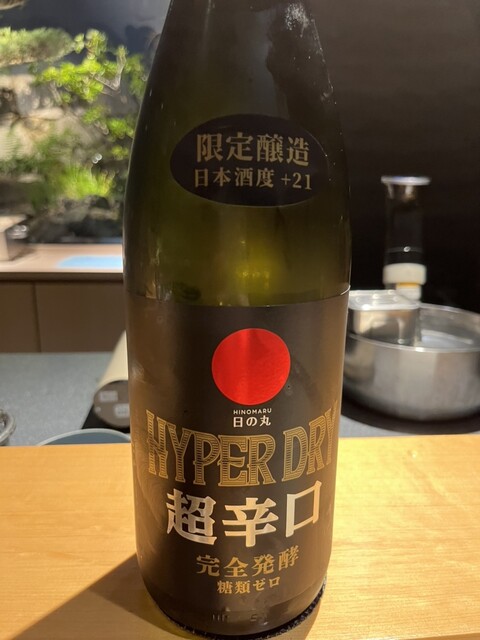 限定醸造
日本酒度 +21
HINOMARU
日の丸
HYPER DRY
超辛口
完全発酵
糖類ゼロ